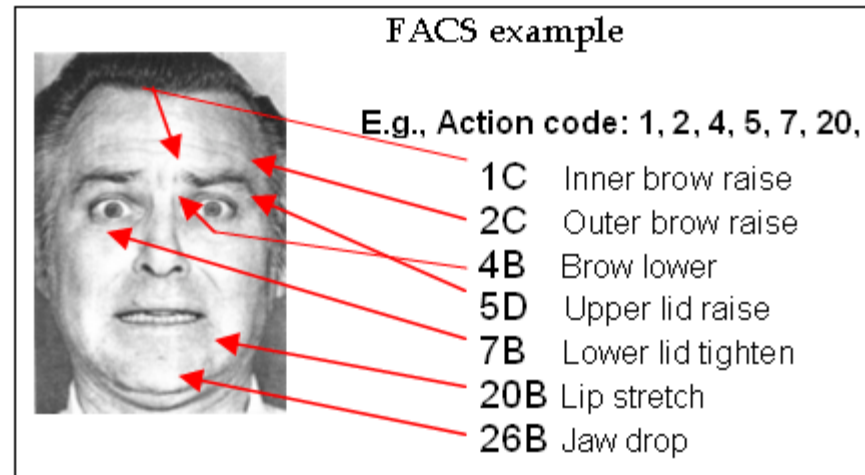 FACS example
E.g., Action code: 1, 2, 4, 5, 7, 20,
1C Inner brow raise
2C Outer brow raise
4B Brow lower
5D Upper lid raise
7B Lower lid tighten
20B Lip stretch
26B Jaw drop